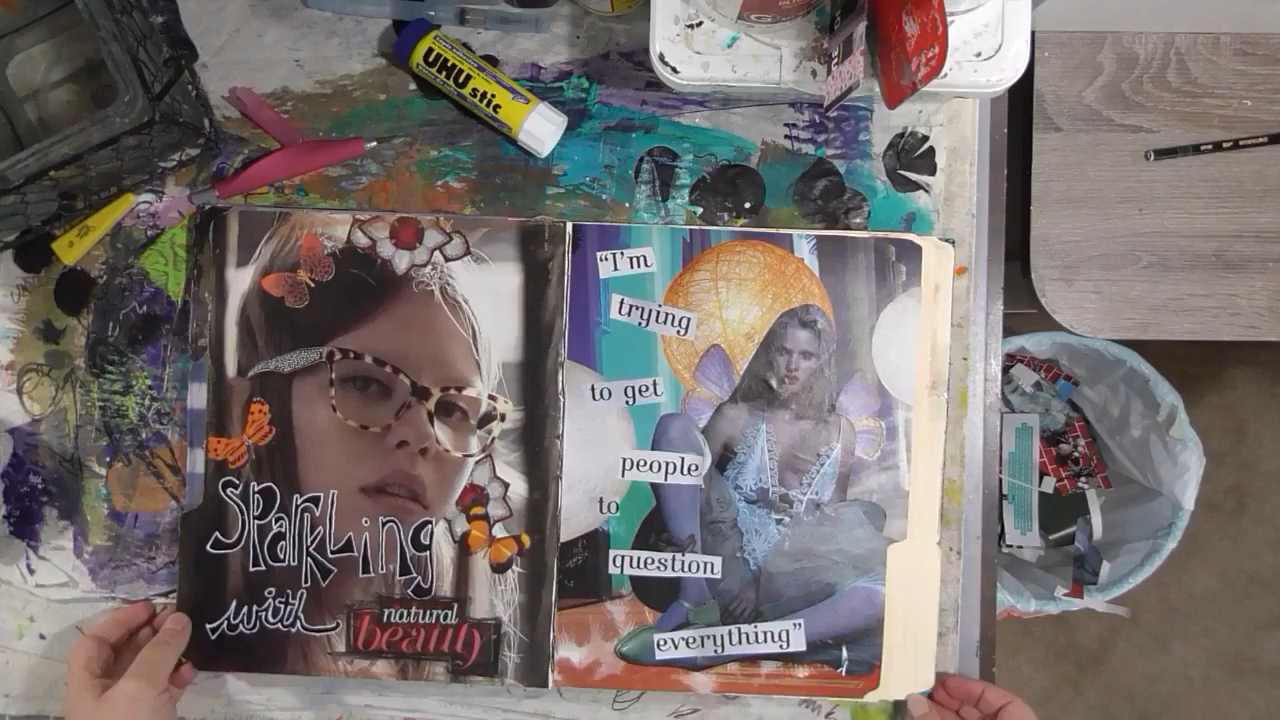 UHU stic
SPaRKLing
with
natural
beauty
“I’m
trying
to get
people
to
question
everything”